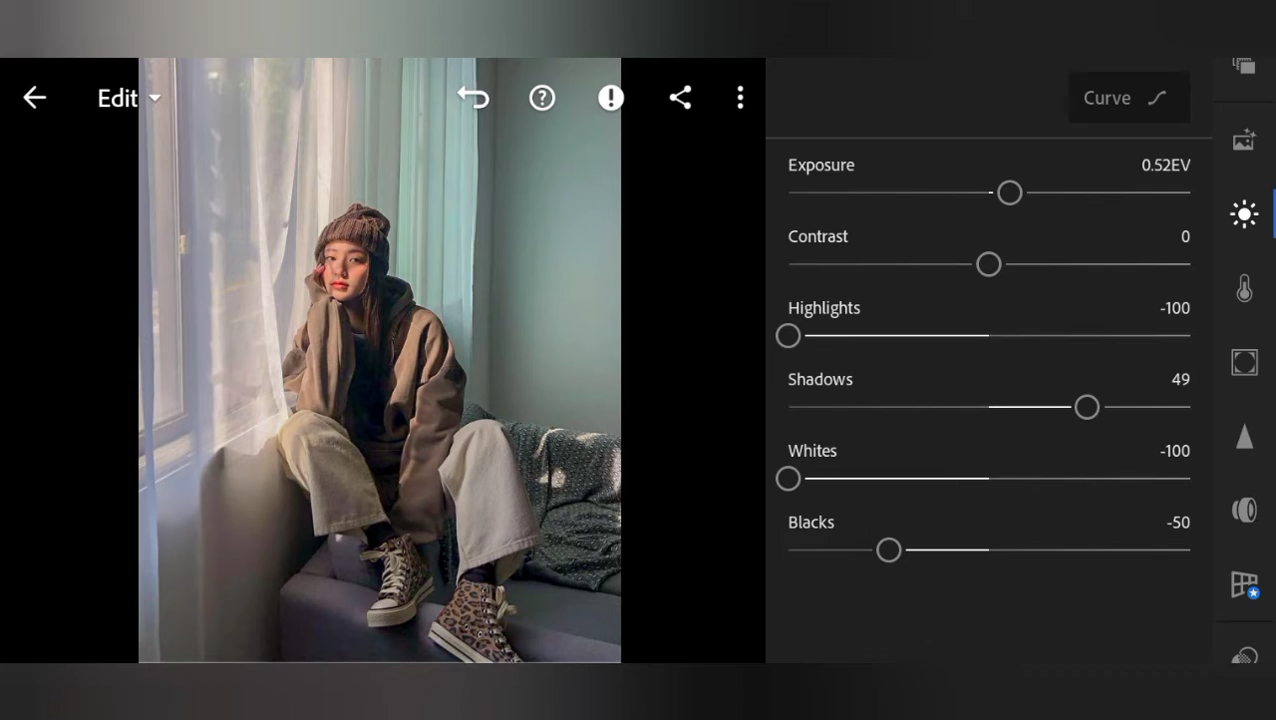 Edit
Curve
Exposure 0.52EV
Contrast 0
Highlights -100
Shadows 49
Whites -100
Blacks -50